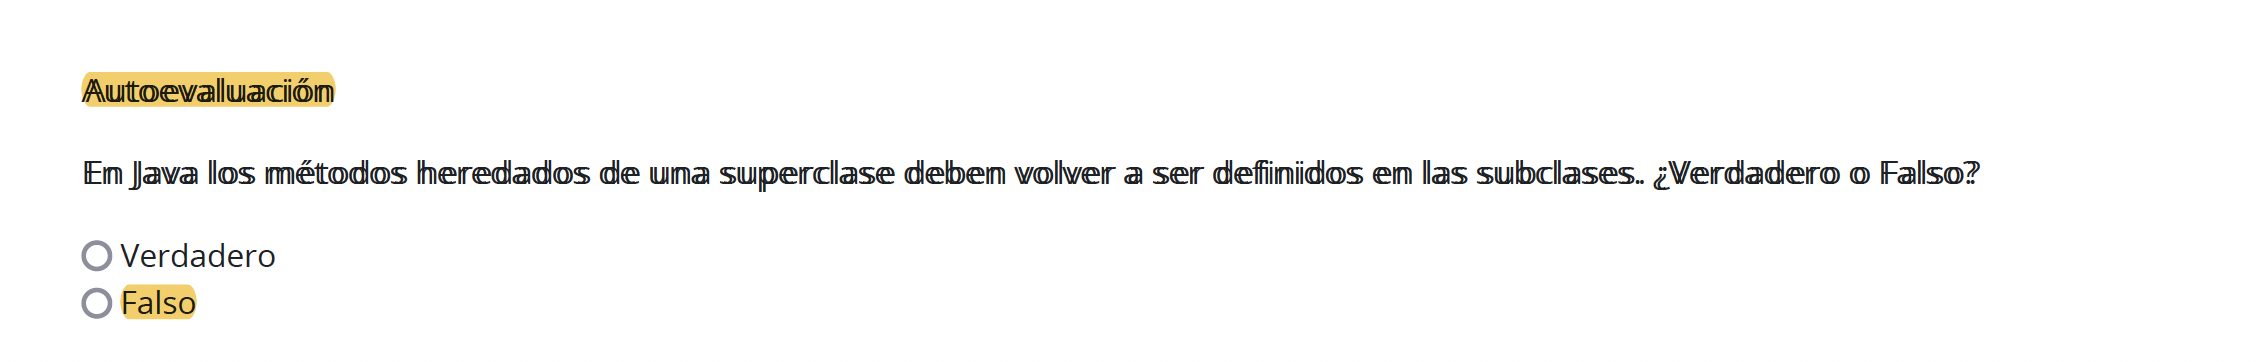 Autoevaluación
En Java los métodos heredados de una superclase deben volver a ser definidos en las subclases.. ¿Verdadero o Falso?
Verdadero
Falso